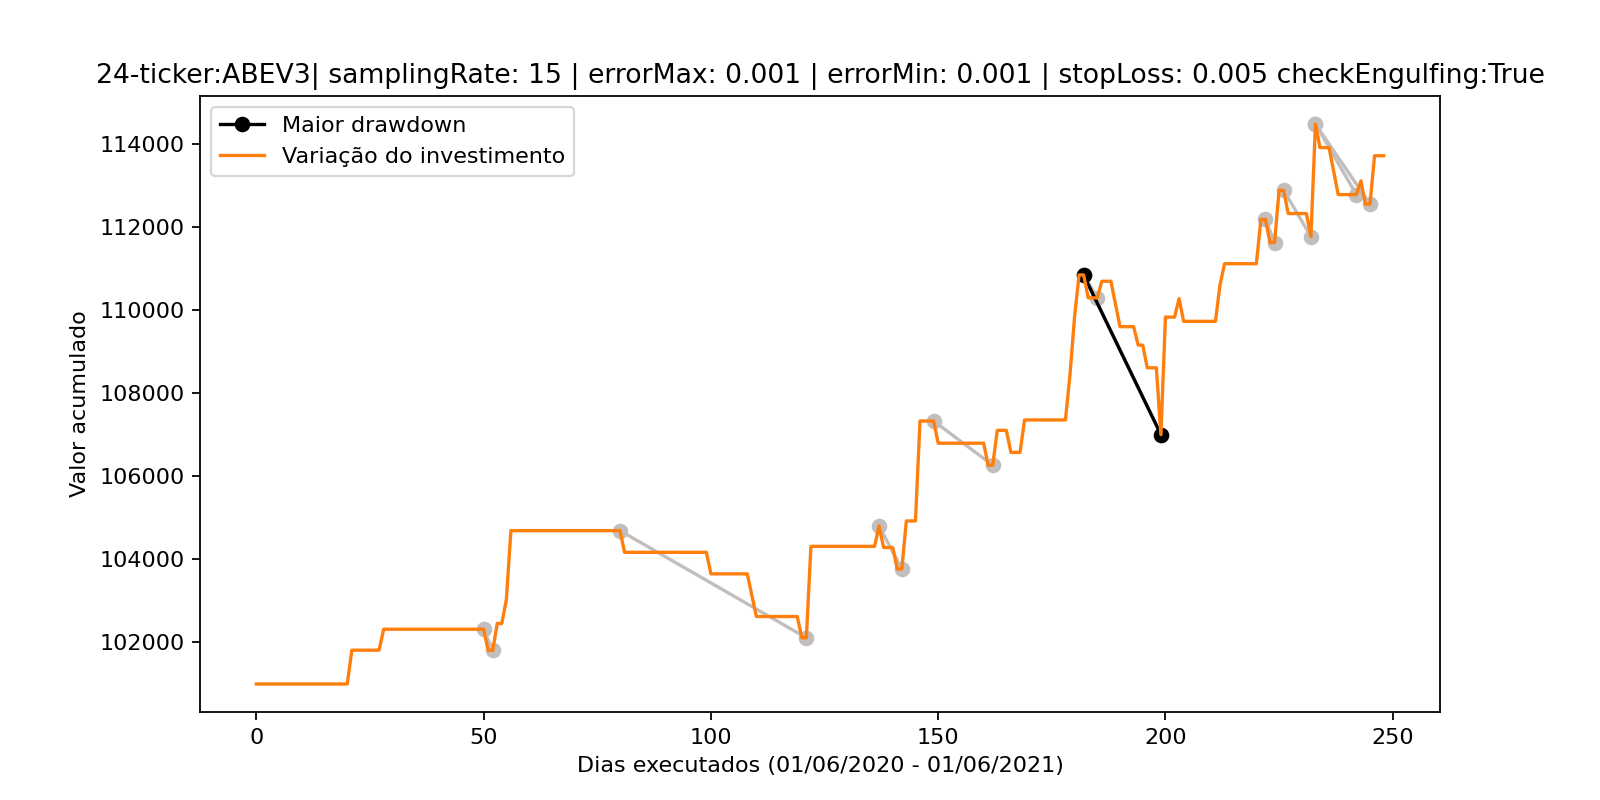 24-ticker:ABEV3| samplingRate: 15 | errorMax: 0.001 | errorMin: 0.001 | stopLoss: 0.005 checkEngulfing:True
Maior drawdown
Variação do investimento
Valor acumulado
114000
112000
110000
108000
106000
104000
102000
0 50 100 150 200 250
Dias executados (01/06/2020 - 01/06/2021)